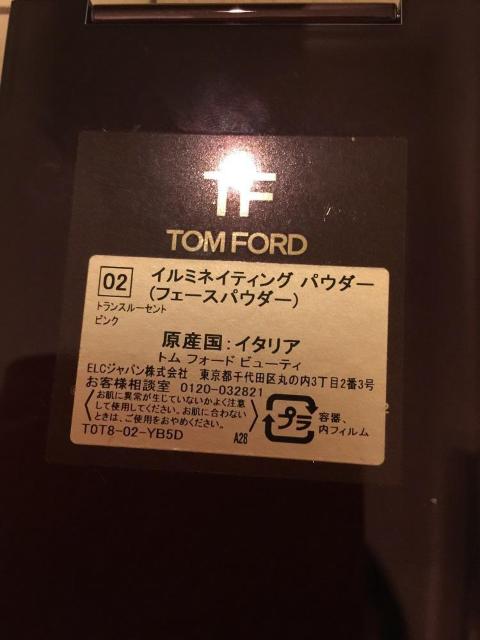 TF
TOM FORD
02 イルミネイティング パウダー
トランスルーセント (フェースパウダー)
ピンク
原産国:イタリア
トム フォード ビューティ
ELCジャパン株式会社 東京都千代田区丸の内3丁目2番3号
お客様相談室 0120-032821
お肌に異常が生じていないかよく注意
して使用してください。お肌に合わない
ときは、ご使用をおやめください。
プラ 容器、
内フィルム
T0T8-02-YB5D A28
2